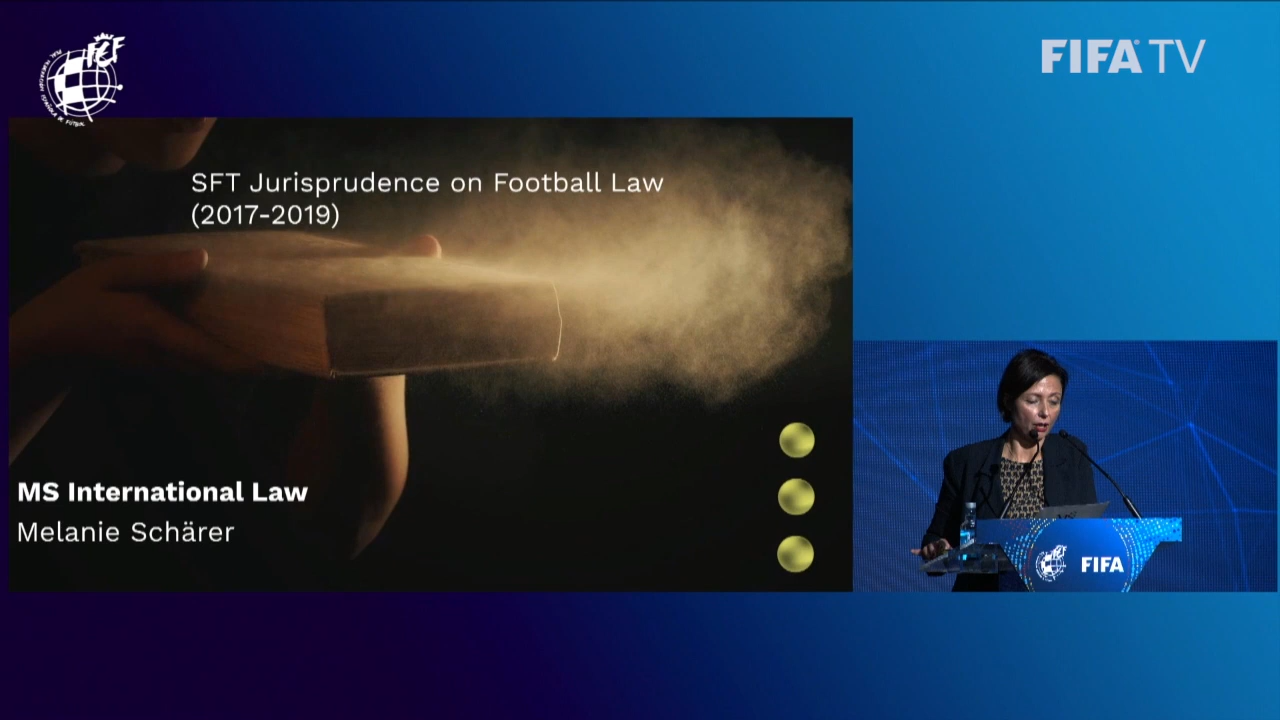 FIFA TV
SFT Jurisprudence on Football Law
(2017-2019)
MS International Law
Melanie Schärer
FIFA